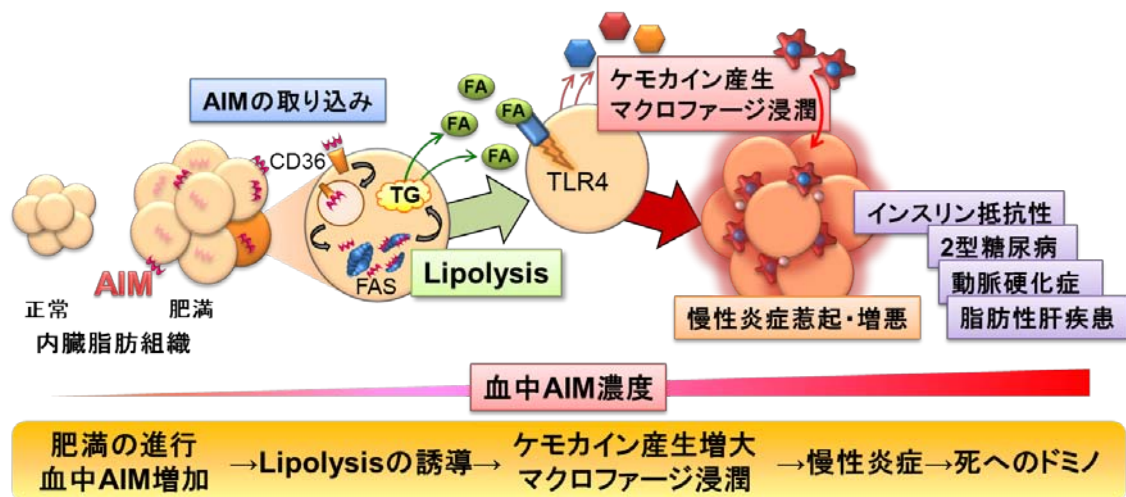 AIMの取り込み
CD36
TG
FAS
FA
FA
FA
FA
Lipolysis
TLR4
ケモカイン産生
マクロファージ浸潤
AIM
正常
肥満
内臓脂肪組織
慢性炎症惹起・増悪
インスリン抵抗性
2型糖尿病
動脈硬化症
脂肪性肝疾患
血中AIM濃度
肥満の進行
血中AIM増加
→Lipolysisの誘導→
ケモカイン産生増大
マクロファージ浸潤
→慢性炎症→死へのドミノ